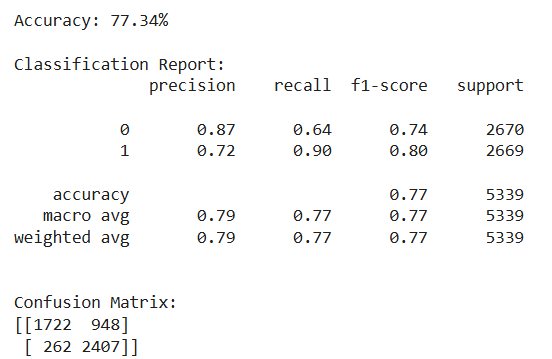 Accuracy: 77.34%
Classification Report:
precision recall f1-score support
0 0.87 0.64 0.74 2670
1 0.72 0.90 0.80 2669
accuracy 0.77 5339
macro avg 0.79 0.77 0.77 5339
weighted avg 0.79 0.77 0.77 5339
Confusion Matrix:
[[1722 948]
[ 262 2407]]